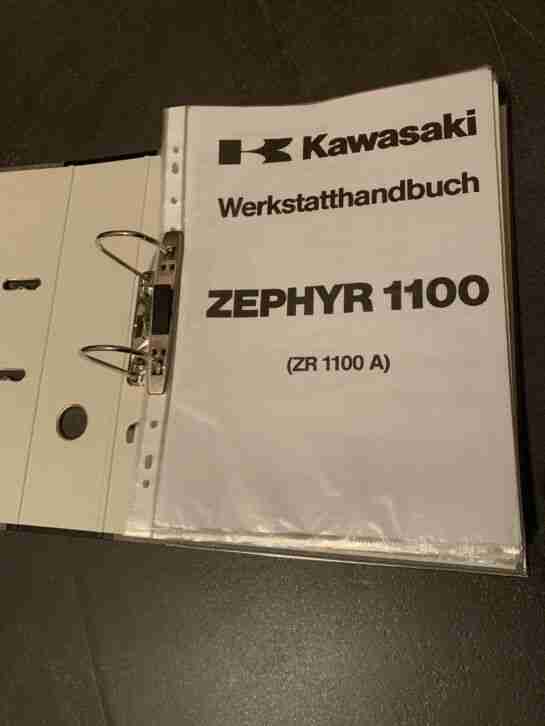 Kawasaki
Werkstatthandbuch
ZEPHYR 1100
(ZR 1100 A)